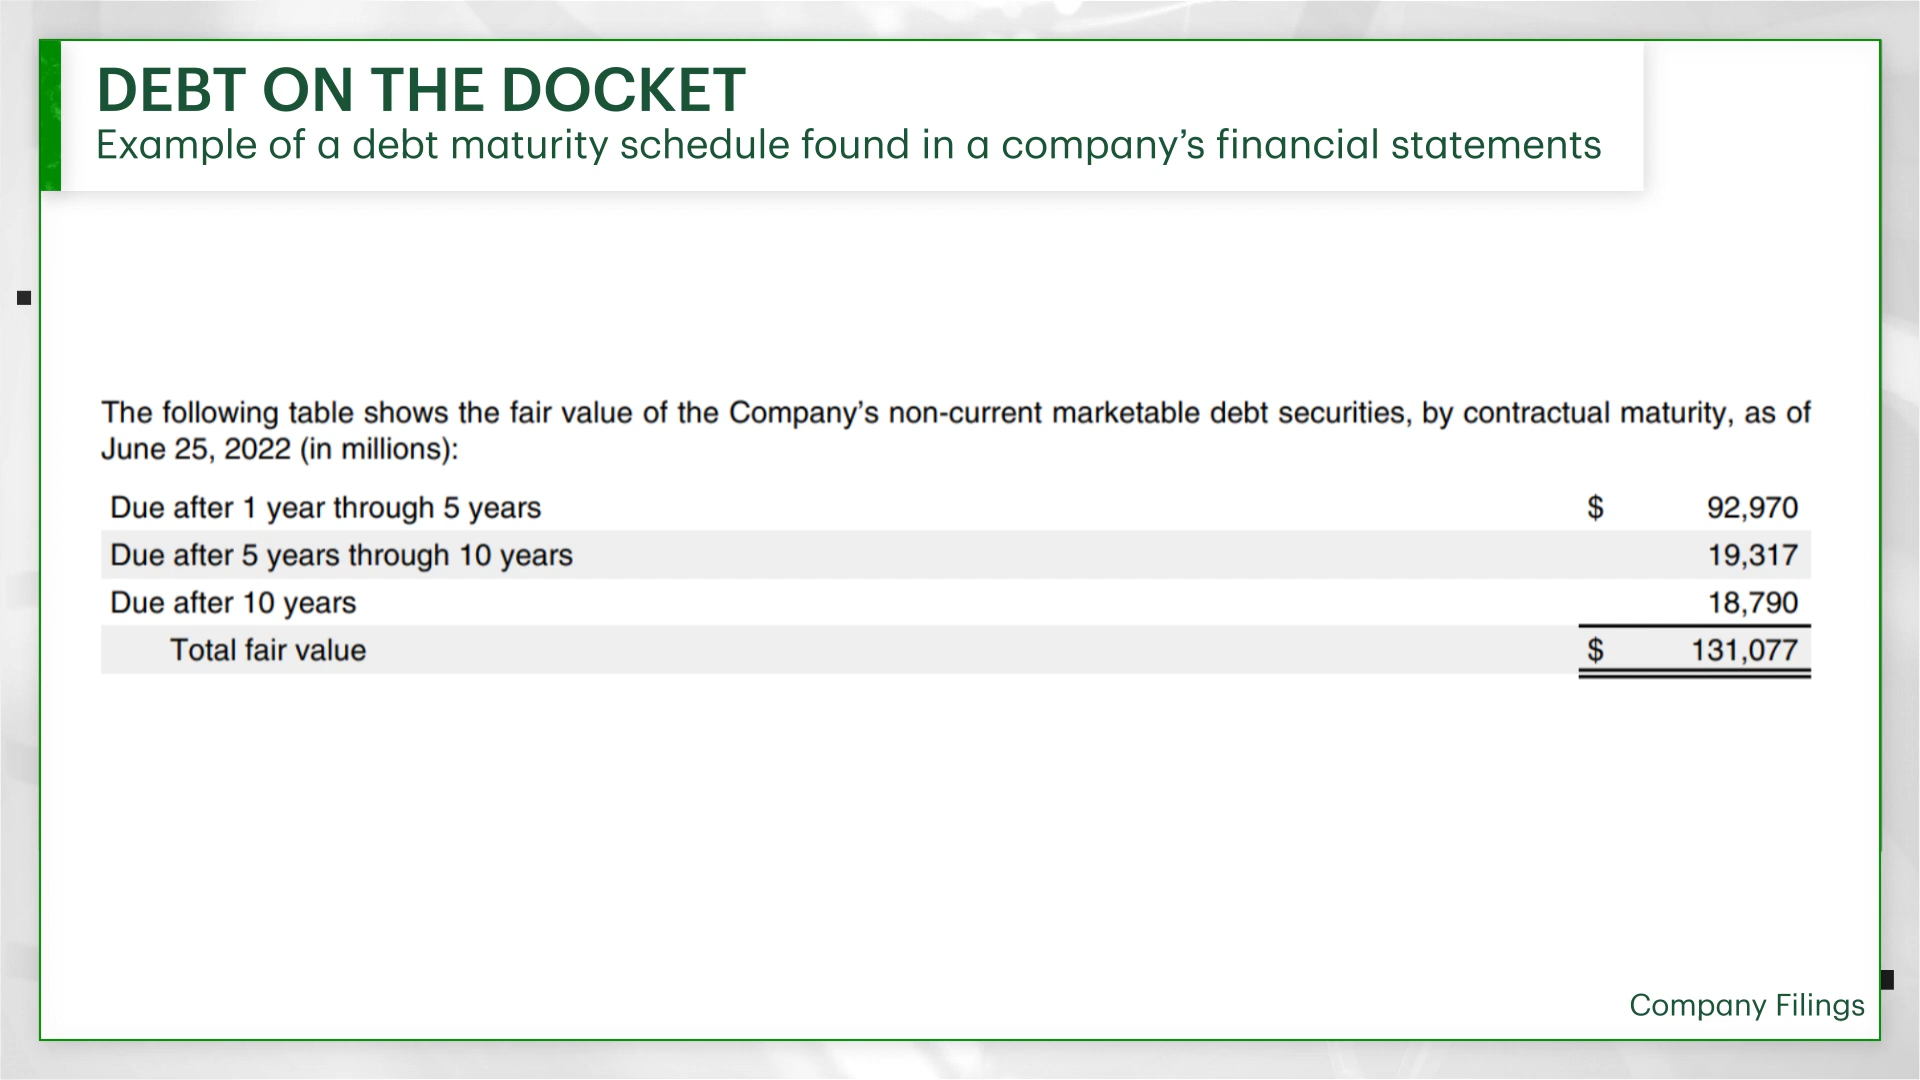 DEBT ON THE DOCKET
Example of a debt maturity schedule found in a company’s financial statements
The following table shows the fair value of the Company’s non-current marketable debt securities, by contractual maturity, as of
June 25, 2022 (in millions):
Due after 1 year through 5 years $ 92,970
Due after 5 years through 10 years 19,317
Due after 10 years 18,790
Total fair value $ 131,077
Company Filings